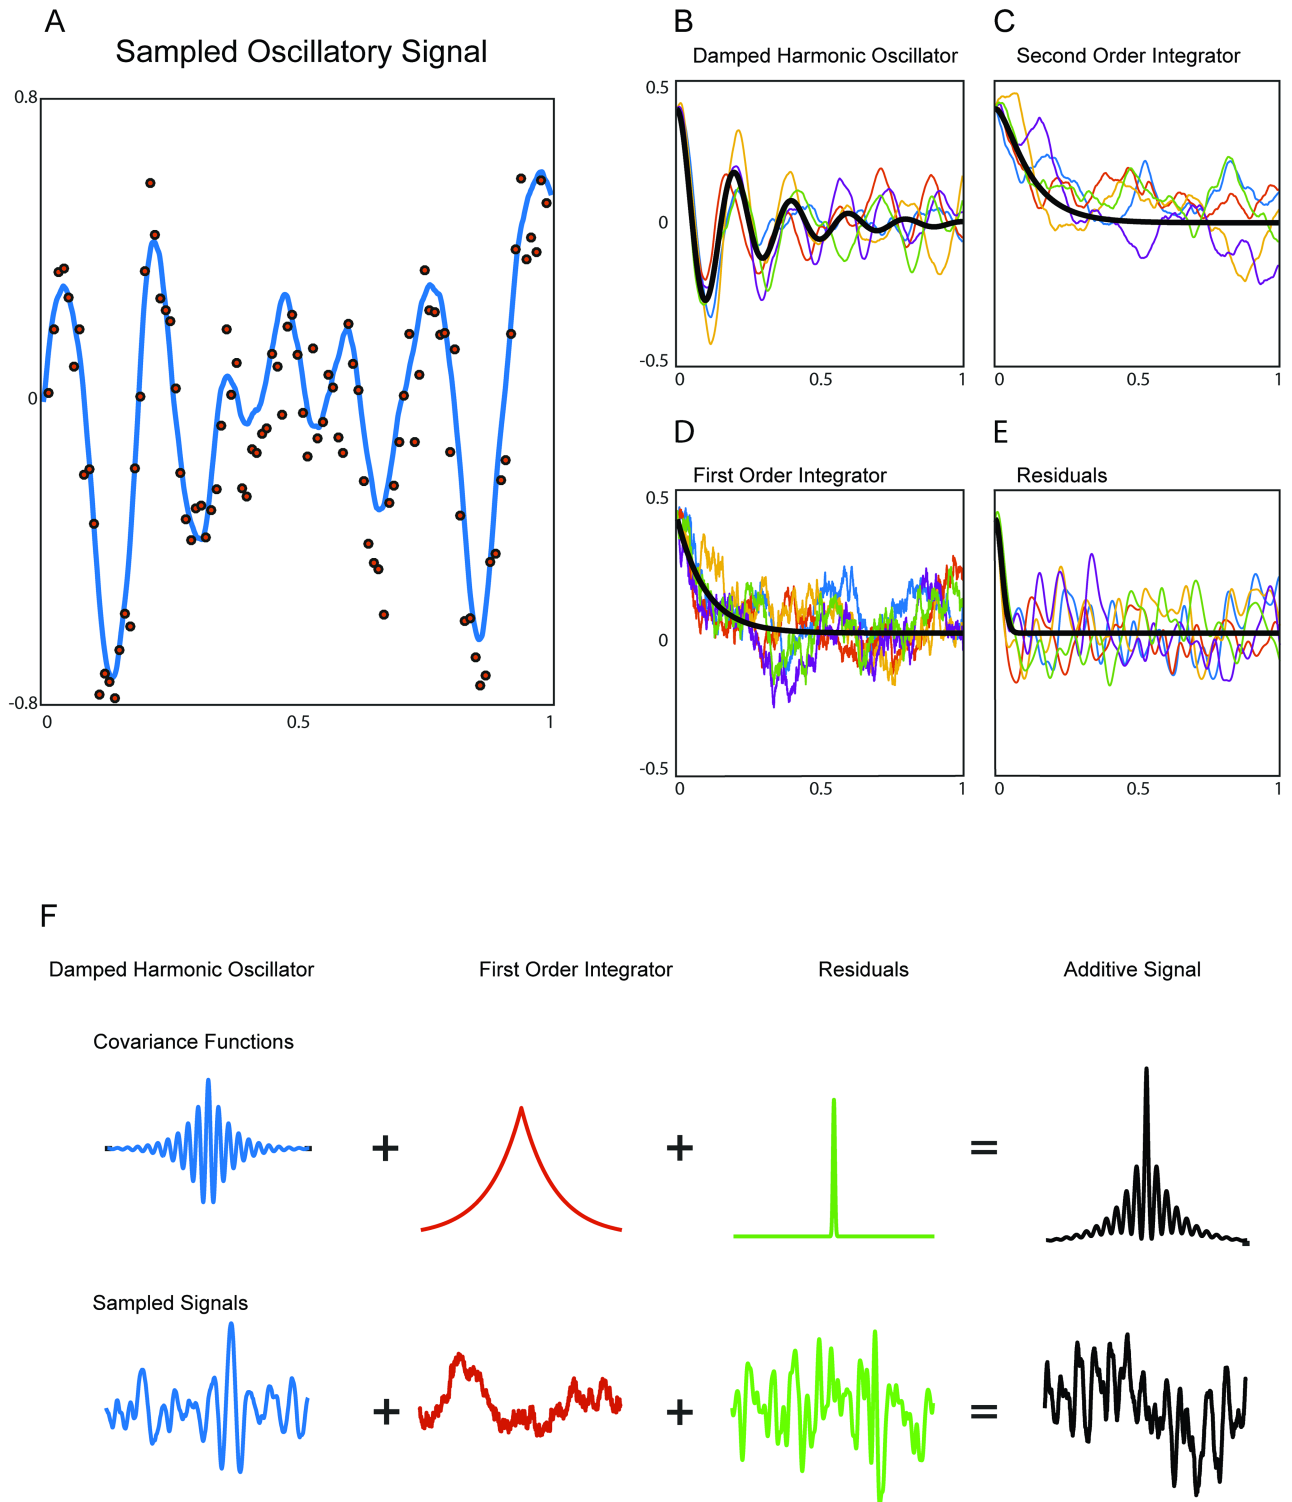 A
Sampled Oscillatory Signal
0.8
0
-0.8
0 0.5 1
B
Damped Harmonic Oscillator
0.5
0
-0.5
0 0.5 1
C
Second Order Integrator
0 0.5 1
D
First Order Integrator
0.5
0
-0.5
0 0.5 1
E
Residuals
0 0.5 1
F
Damped Harmonic Oscillator First Order Integrator Residuals Additive Signal
Covariance Functions
+ + =
Sampled Signals
+ + =